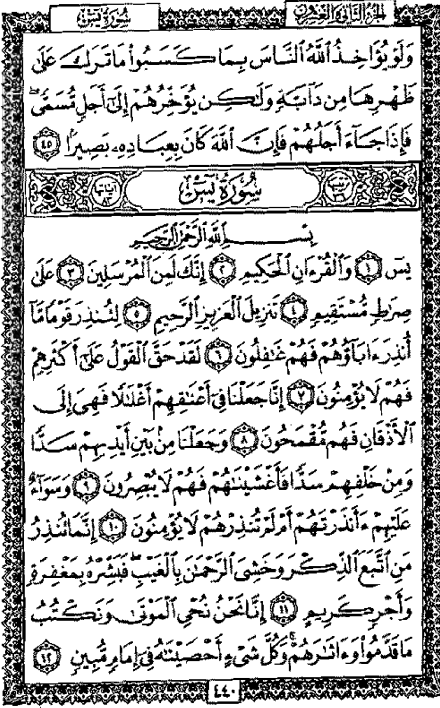 سُورَةُ يسٓ الجزء الثاني والعشرون
وَلَوْ يُؤَاخِذُ ٱللَّهُ ٱلنَّاسَ بِمَا كَسَبُوا۟ مَا تَرَكَ عَلَىٰ
ظَهْرِهَا مِن دَآبَّةٍ وَلَٰكِن يُؤَخِّرُهُمْ إِلَىٰٓ أَجَلٍ مُّسَمًّى ۖ
فَإِذَا جَآءَ أَجَلُهُمْ فَإِنَّ ٱللَّهَ كَانَ بِعِبَادِهِۦ بَصِيرًۢا ٤٥
سُورَةُ يسٓ
بِسْمِ ٱللَّهِ ٱلرَّحْمَٰنِ ٱلرَّحِيمِ
يسٓ ١ وَٱلْقُرْءَانِ ٱلْحَكِيمِ ٢ إِنَّكَ لَمِنَ ٱلْمُرْسَلِينَ ٣ عَلَىٰ
صِرَٰطٍ مُّسْتَقِيمٍ ٤ تَنزِيلَ ٱلْعَزِيزِ ٱلرَّحِيمِ ٥ لِتُنذِرَ قَوْمًا مَّآ
أُنذِرَ ءَابَآؤُهُمْ فَهُمْ غَٰفِلُونَ ٦ لَقَدْ حَقَّ ٱلْقَوْلُ عَلَىٰٓ أَكْثَرِهِمْ
فَهُمْ لَا يُؤْمِنُونَ ٧ إِنَّا جَعَلْنَا فِىٓ أَعْنَٰقِهِمْ أَغْلَٰلًا فَهِىَ إِلَى
ٱلْأَذْقَانِ فَهُم مُّقْمَحُونَ ٨ وَجَعَلْنَا مِنۢ بَيْنِ أَيْدِيهِمْ سَدًّا
وَمِنْ خَلْفِهِمْ سَدًّا فَأَغْشَيْنَٰهُمْ فَهُمْ لَا يُبْصِرُونَ ٩ وَسَوَآءٌ
عَلَيْهِمْ ءَأَنذَرْتَهُمْ أَمْ لَمْ تُنذِرْهُمْ لَا يُؤْمِنُونَ ١٠ إِنَّمَا تُنذِرُ
مَنِ ٱتَّبَعَ ٱلذِّكْرَ وَخَشِىَ ٱلرَّحْمَٰنَ بِٱلْغَيْبِ ۖ فَبَشِّرْهُ بِمَغْفِرَةٍ
وَأَجْرٍ كَرِيمٍ ١١ إِنَّا نَحْنُ نُحْىِ ٱلْمَوْتَىٰ وَنَكْتُبُ
مَا قَدَّمُوا۟ وَءَاثَٰرَهُمْ ۚ وَكُلَّ شَىْءٍ أَحْصَيْنَٰهُ فِىٓ إِمَامٍ مُّبِينٍ ١٢
٤٤٠